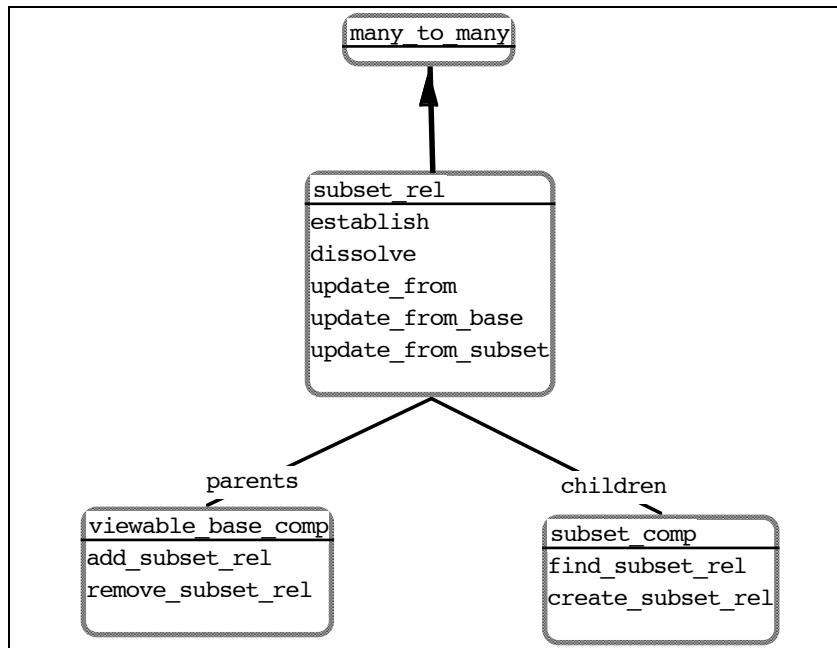 many_to_many
subset_rel
establish
dissolve
update_from
update_from_base
update_from_subset
parents
children
viewable_base_comp
add_subset_rel
remove_subset_rel
subset_comp
find_subset_rel
create_subset_rel